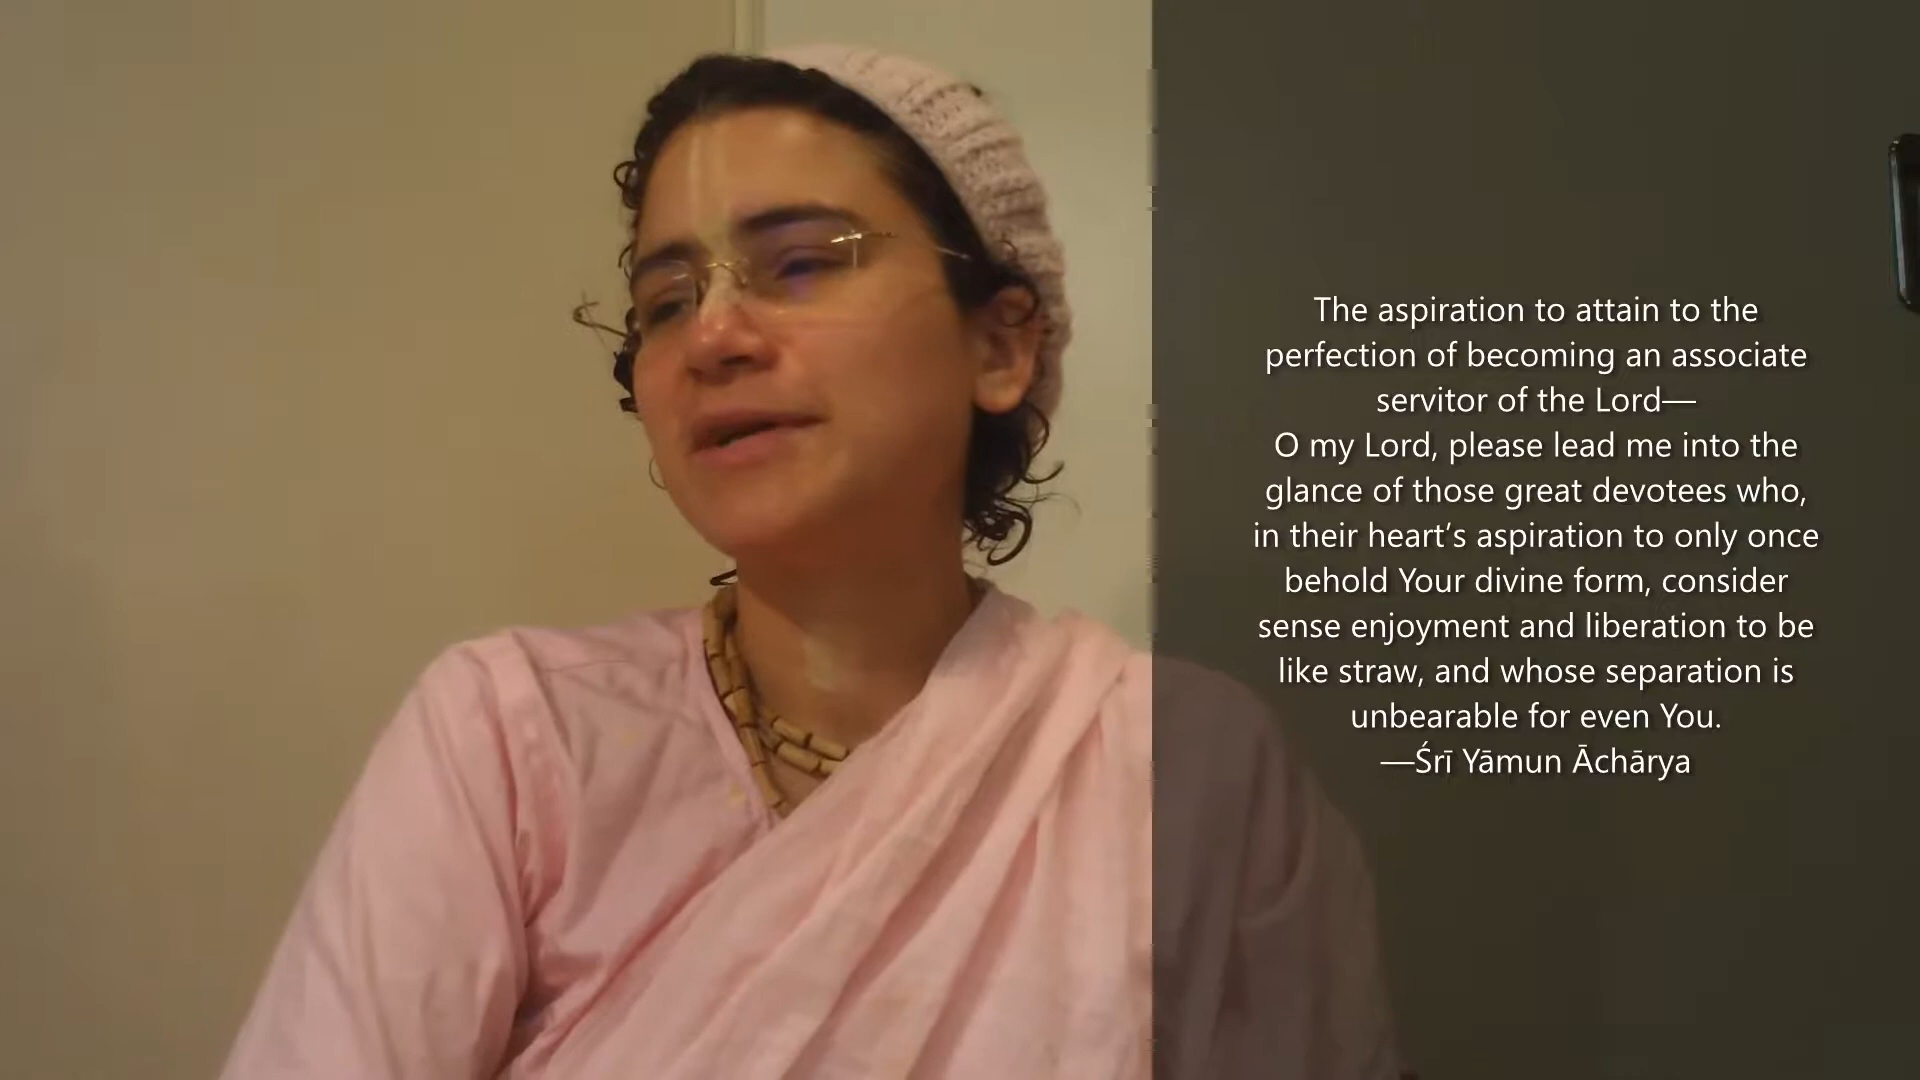 The aspiration to attain to the
perfection of becoming an associate
servitor of the Lord—
O my Lord, please lead me into the
glance of those great devotees who,
in their heart’s aspiration to only once
behold Your divine form, consider
sense enjoyment and liberation to be
like straw, and whose separation is
unbearable for even You.
—Śrī Yāmun Āchārya